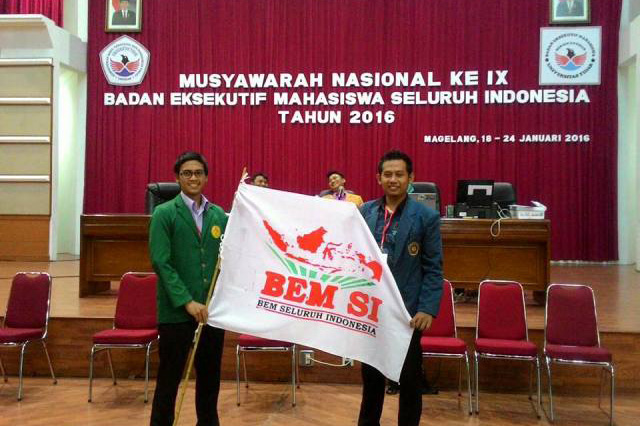 MUSYAWARAH NASIONAL KE IX
BADAN EKSEKUTIF MAHASISWA SELURUH INDONESIA
TAHUN 2016
MAGELANG, 18 - 24 JANUARI 2016
BEM SI
BEM SELURUH INDONESIA